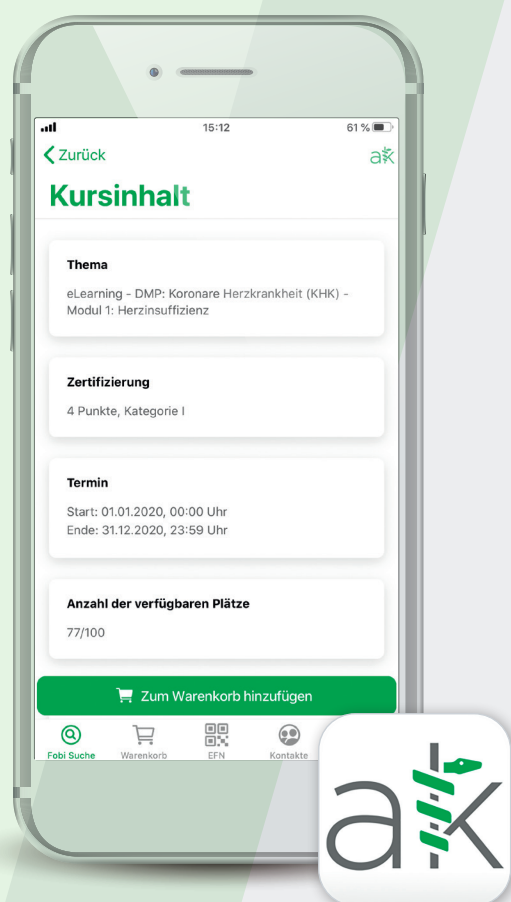 15:12
61 %
Zurück
ak
Kursinhalt
Thema
eLearning - DMP: Koronare Herzkrankheit (KHK) -
Modul 1: Herzinsuffizienz
Zertifizierung
4 Punkte, Kategorie I
Termin
Start: 01.01.2020, 00:00 Uhr
Ende: 31.12.2020, 23:59 Uhr
Anzahl der verfügbaren Plätze
77/100
Zum Warenkorb hinzufügen
Fobi Suche
Warenkorb
EFN
Kontakte
ak